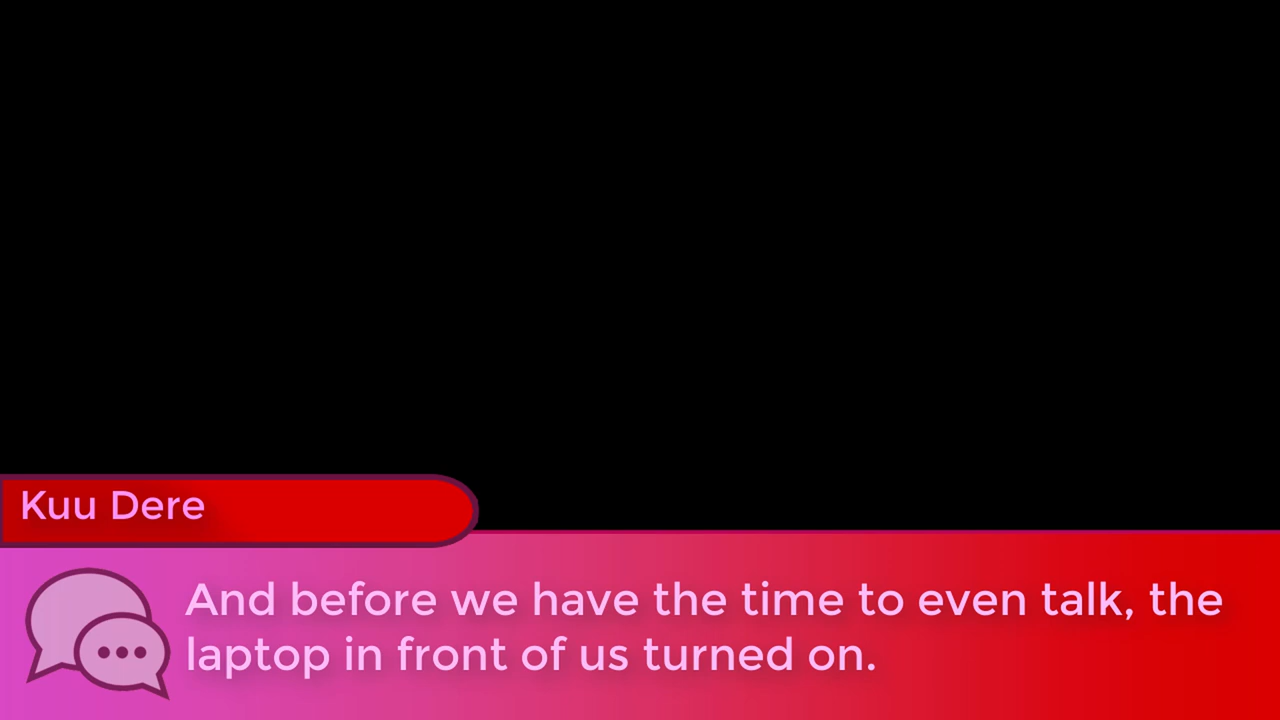 Kuu Dere
And before we have the time to even talk, the
laptop in front of us turned on.